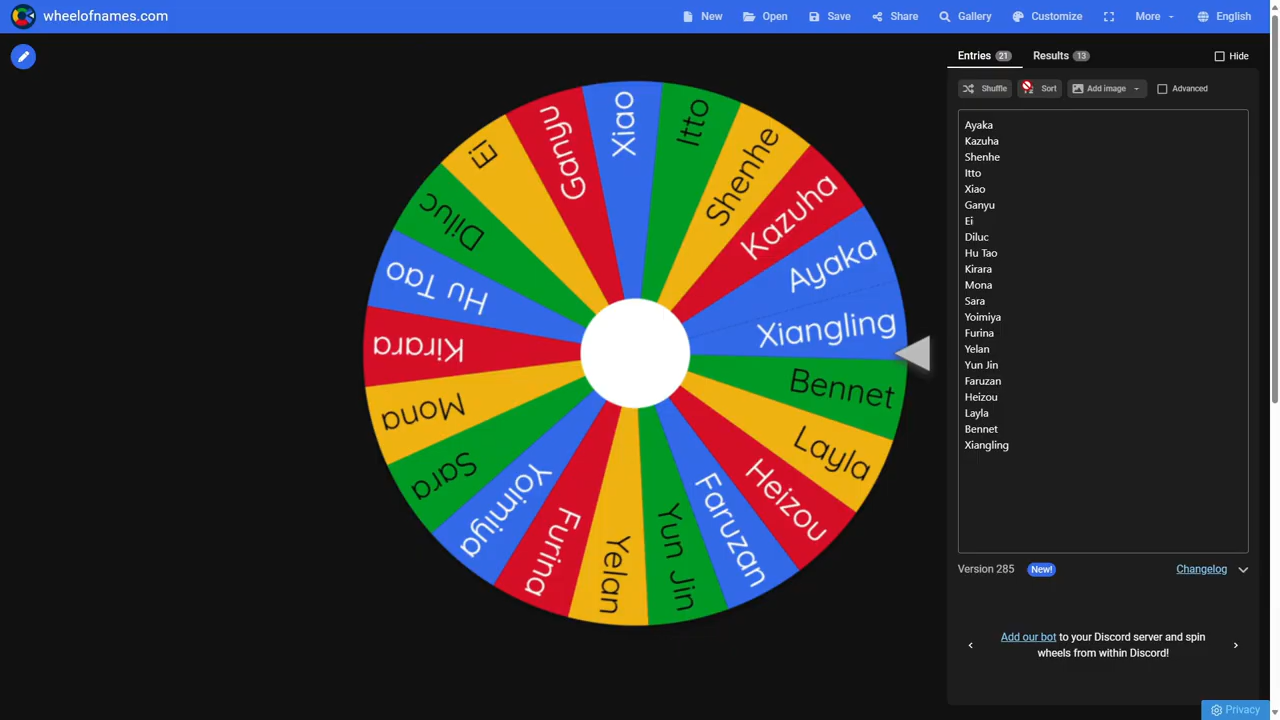 wheelofnames.com
New
Open
Save
Share
Gallery
Customize
More
English
Entries 21
Results 13
Hide
Shuffle
Sort
Add image
Advanced
Ayaka
Kazuha
Shenhe
Itto
Xiao
Ganyu
Ei
Diluc
Hu Tao
Kirara
Mona
Sara
Yoimiya
Furina
Yelan
Yun Jin
Faruzan
Heizou
Layla
Bennet
Xiangling
Ayaka
Kazuha
Shenhe
Itto
Xiao
Ganyu
Ei
Diluc
Hu Tao
Kirara
Mona
Sara
Yoimiya
Furina
Yelan
Yun Jin
Faruzan
Heizou
Layla
Bennet
Xiangling
Version 285
New!
Changelog
Add our bot to your Discord server and spin
wheels from within Discord!
Privacy